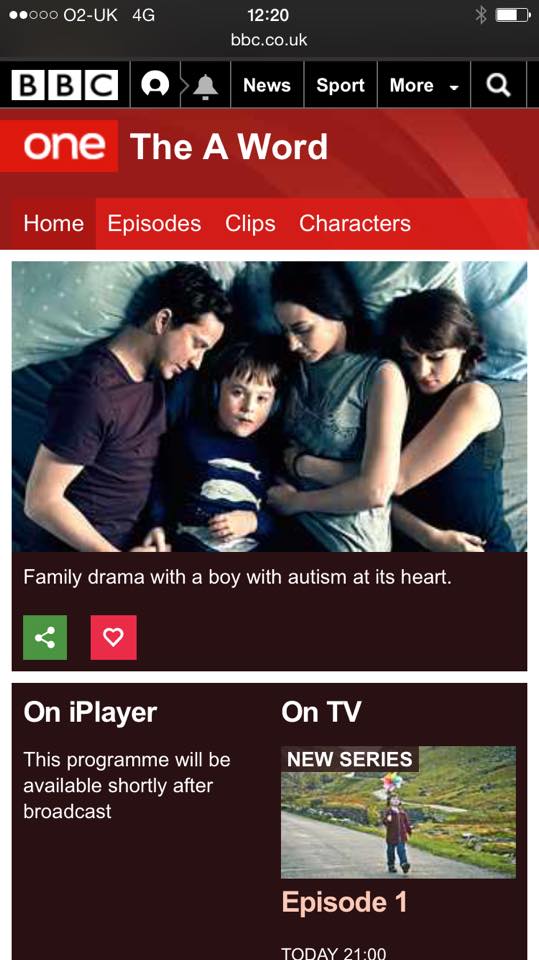 O2-UK 4G 12:20
bbc.co.uk
BBC News Sport More
one The A Word
Home Episodes Clips Characters
Family drama with a boy with autism at its heart.
On iPlayer
This programme will be
available shortly after
broadcast
On TV
NEW SERIES
Episode 1
TODAY 21:00